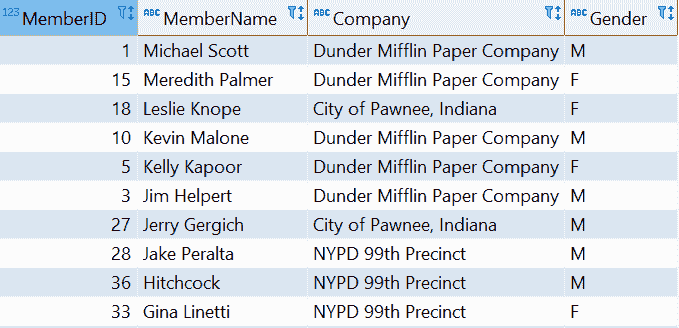 123 MemberID ABC MemberName ABC Company ABC Gender
1 Michael Scott Dunder Mifflin Paper Company M
15 Meredith Palmer Dunder Mifflin Paper Company F
18 Leslie Knope City of Pawnee, Indiana F
10 Kevin Malone Dunder Mifflin Paper Company M
5 Kelly Kapoor Dunder Mifflin Paper Company F
3 Jim Helpert Dunder Mifflin Paper Company M
27 Jerry Gergich City of Pawnee, Indiana M
28 Jake Peralta NYPD 99th Precinct M
36 Hitchcock NYPD 99th Precinct M
33 Gina Linetti NYPD 99th Precinct F